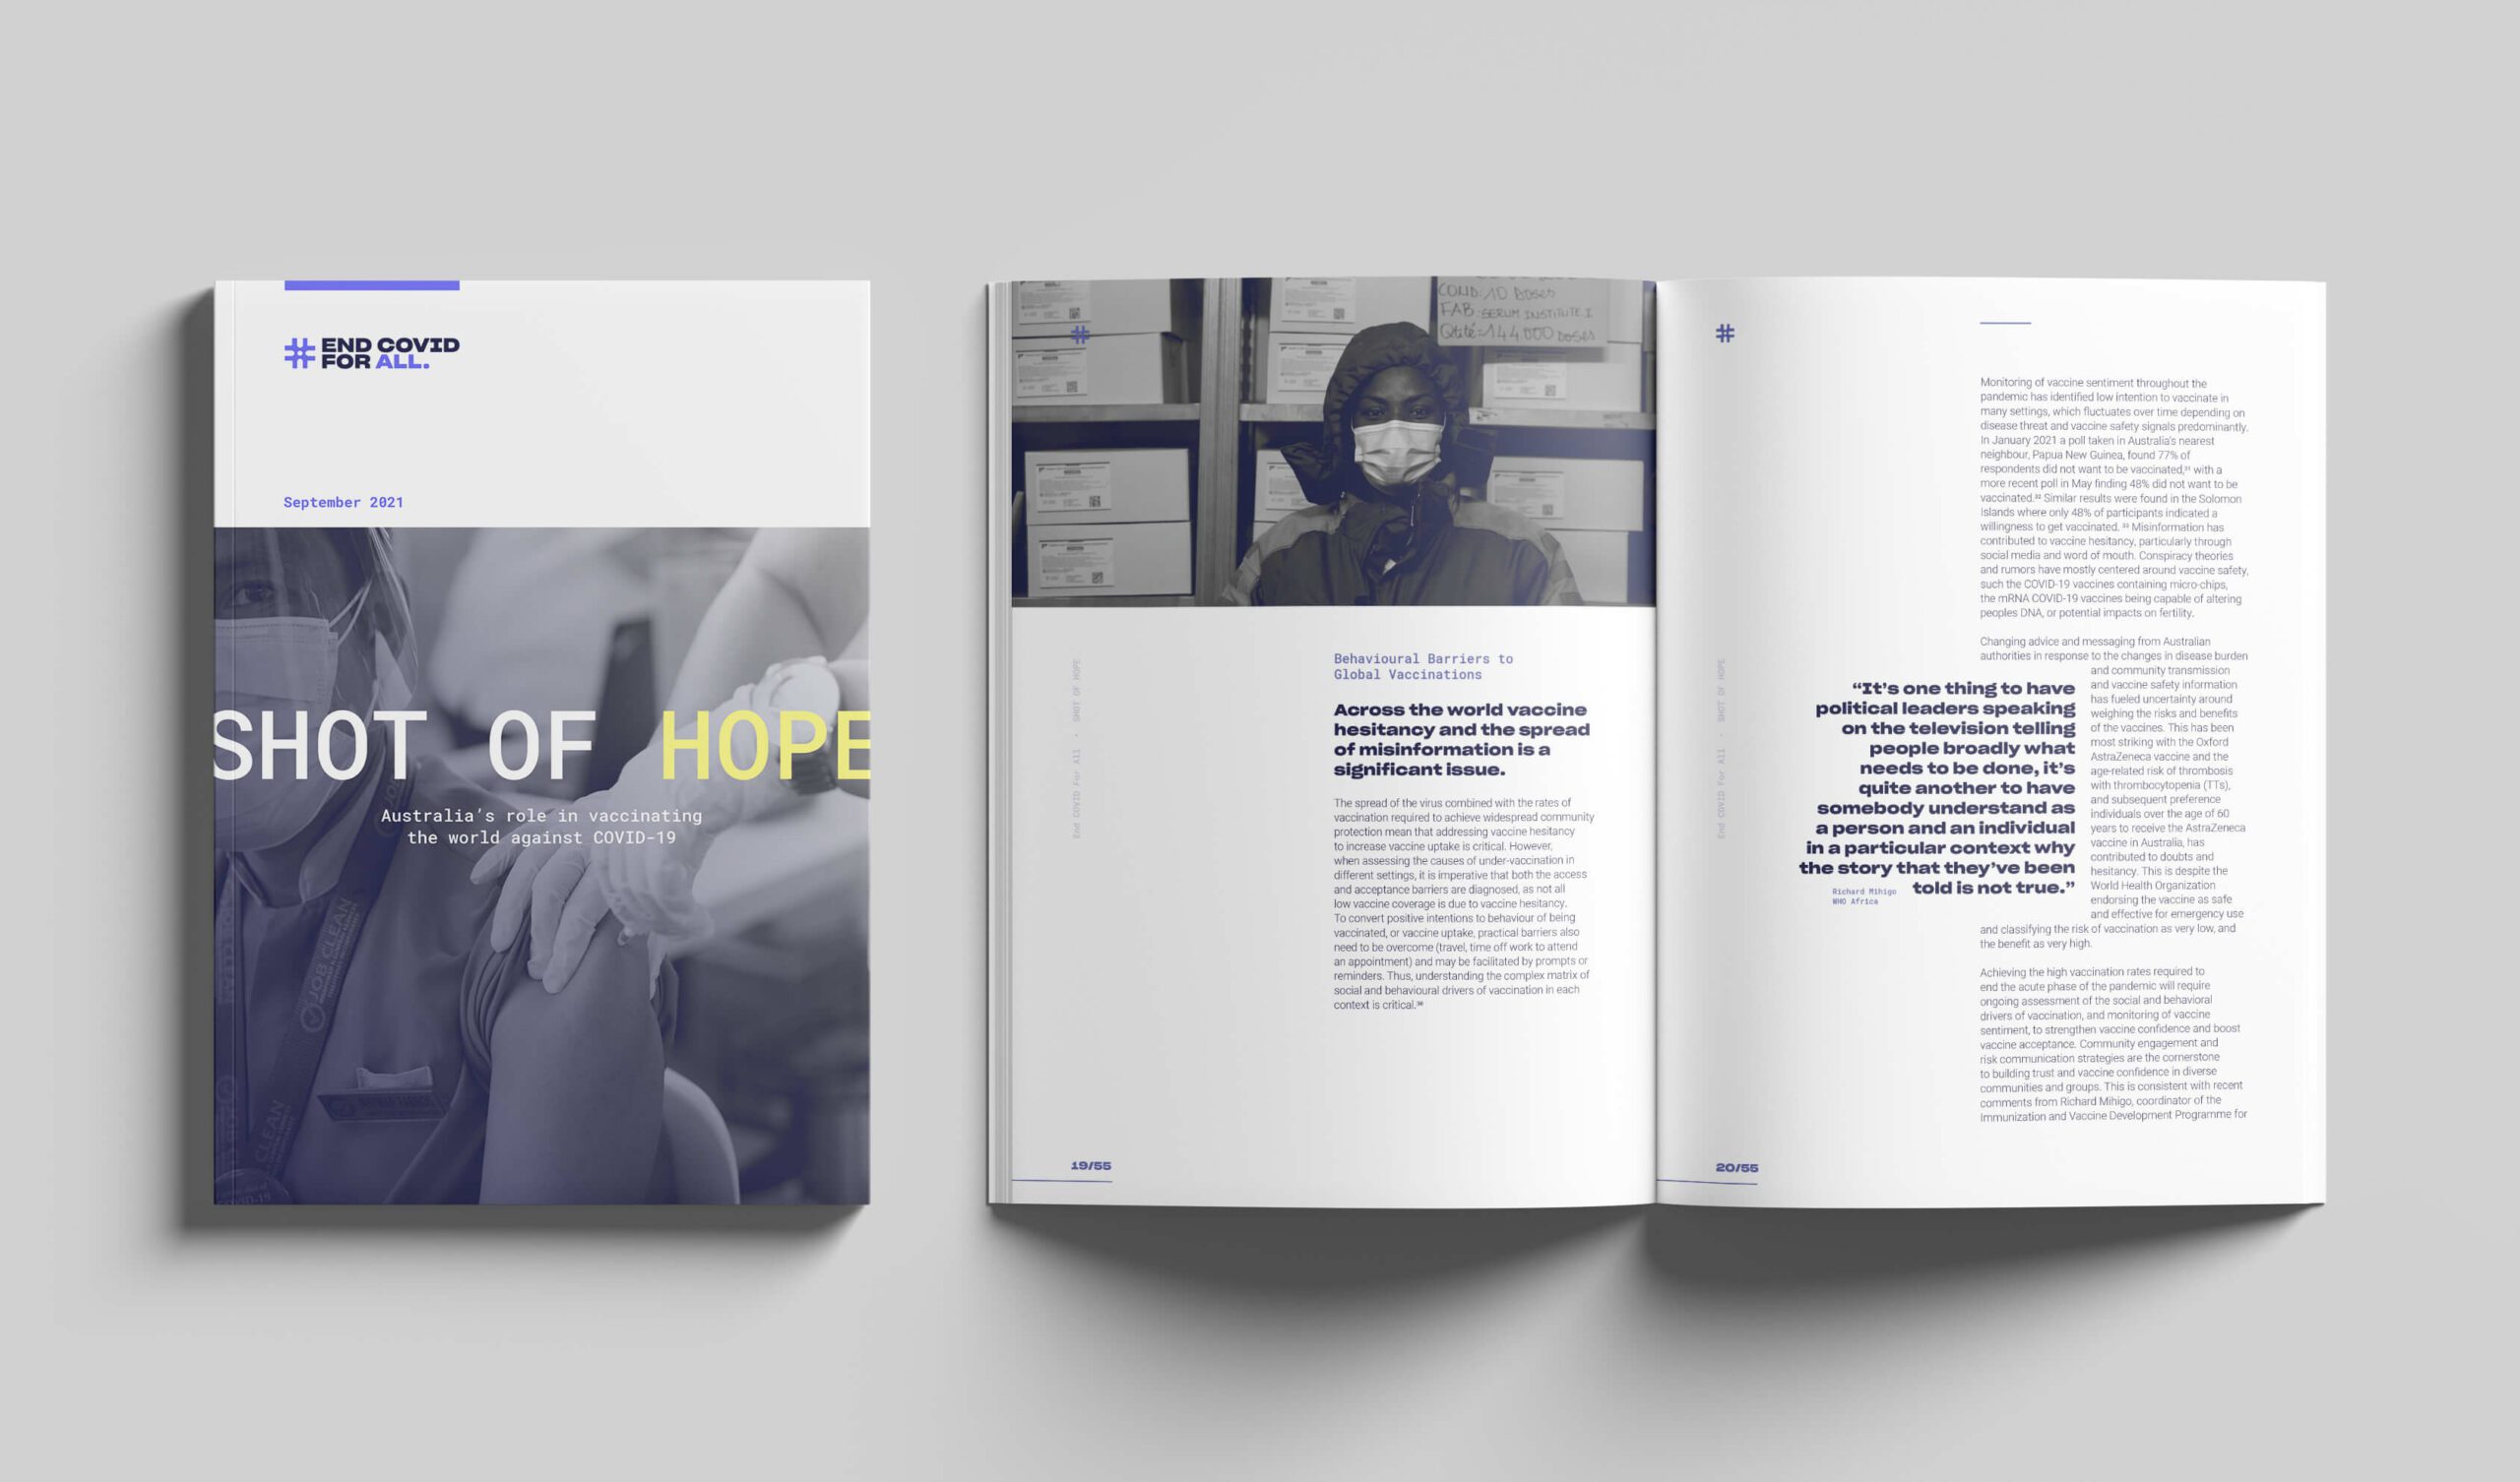 # END COVID
FOR ALL.
September 2021
SHOT OF HOPE
Australia's role in vaccinating
the world against COVID-19
JOB CLEAN
CLEAN
COVID-19
COLID: 10 Doses
FAB: SERUM INSTITUTE.I
Qtité=144.000 DOSES
#
End COVID For All • SHOT OF HOPE
Behavioural Barriers to
Global Vaccinations
Across the world vaccine
hesitancy and the spread
of misinformation is a
significant issue.
The spread of the virus combined with the rates of
vaccination required to achieve widespread community
protection mean that addressing vaccine hesitancy
to increase vaccine uptake is critical. However,
when assessing the causes of under-vaccination in
different settings, it is imperative that both the access
and acceptance barriers are diagnosed, as not all
low vaccine coverage is due to vaccine hesitancy.
To convert positive intentions to behaviour of being
vaccinated, or vaccine uptake, practical barriers also
need to be overcome (travel, time off work to attend
an appointment) and may be facilitated by prompts or
reminders. Thus, understanding the complex matrix of
social and behavioural drivers of vaccination in each
context is critical.³⁰
19/55
#
End COVID For All • SHOT OF HOPE
Monitoring of vaccine sentiment throughout the
pandemic has identified low intention to vaccinate in
many settings, which fluctuates over time depending on
disease threat and vaccine safety signals predominantly.
In January 2021 a poll taken in Australia's nearest
neighbour, Papua New Guinea, found 77% of
respondents did not want to be vaccinated,³¹ with a
more recent poll in May finding 48% did not want to be
vaccinated.³² Similar results were found in the Solomon
Islands where only 48% of participants indicated a
willingness to get vaccinated. ³³ Misinformation has
contributed to vaccine hesitancy, particularly through
social media and word of mouth. Conspiracy theories
and rumors have mostly centered around vaccine safety,
such the COVID-19 vaccines containing micro-chips,
the mRNA COVID-19 vaccines being capable of altering
peoples DNA, or potential impacts on fertility.
Changing advice and messaging from Australian
authorities in response to the changes in disease burden
and community transmission
and vaccine safety information
has fueled uncertainty around
weighing the risks and benefits
of the vaccines. This has been
most striking with the Oxford
AstraZeneca vaccine and the
age-related risk of thrombosis
with thrombocytopenia (TTs),
and subsequent preference
individuals over the age of 60
years to receive the AstraZeneca
vaccine in Australia, has
contributed to doubts and
hesitancy. This is despite the
World Health Organization
endorsing the vaccine as safe
and effective for emergency use
and classifying the risk of vaccination as very low, and
the benefit as very high.
“It's one thing to have
political leaders speaking
on the television telling
people broadly what
needs to be done, it's
quite another to have
somebody understand as
a person and an individual
in a particular context why
the story that they've been
told is not true.”
Richard Mihigo
WHO Africa
Achieving the high vaccination rates required to
end the acute phase of the pandemic will require
ongoing assessment of the social and behavioral
drivers of vaccination, and monitoring of vaccine
sentiment, to strengthen vaccine confidence and boost
vaccine acceptance. Community engagement and
risk communication strategies are the cornerstone
to building trust and vaccine confidence in diverse
communities and groups. This is consistent with recent
comments from Richard Mihigo, coordinator of the
Immunization and Vaccine Development Programme for
20/55